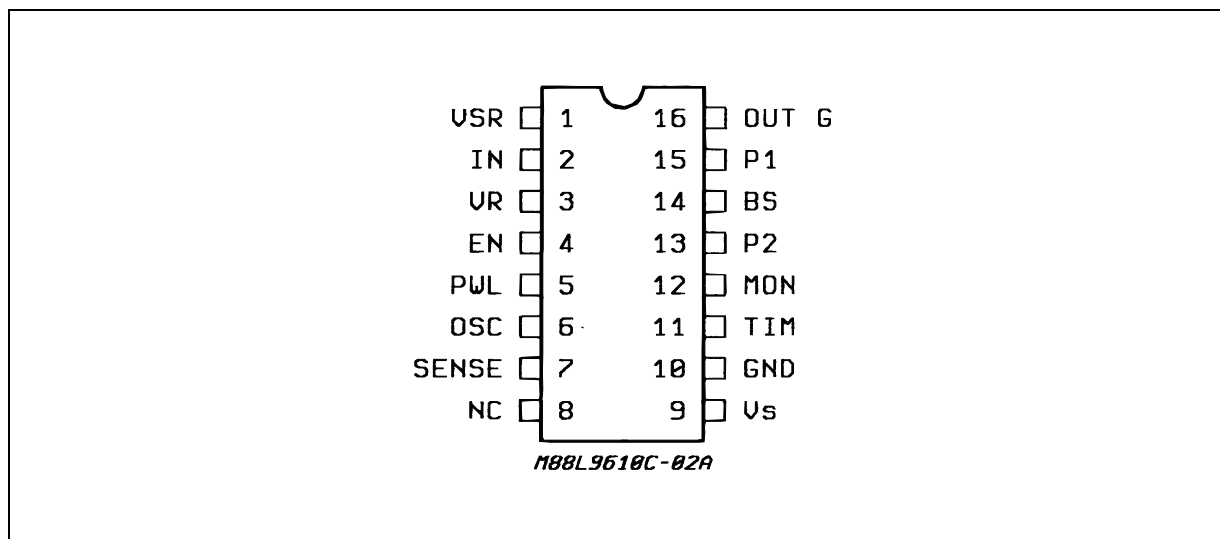 VSR 1 16 OUT G
IN 2 15 P1
VR 3 14 BS
EN 4 13 P2
PWL 5 12 MON
OSC 6 11 TIM
SENSE 7 10 GND
NC 8 9 Vs
M88L9610C-02A